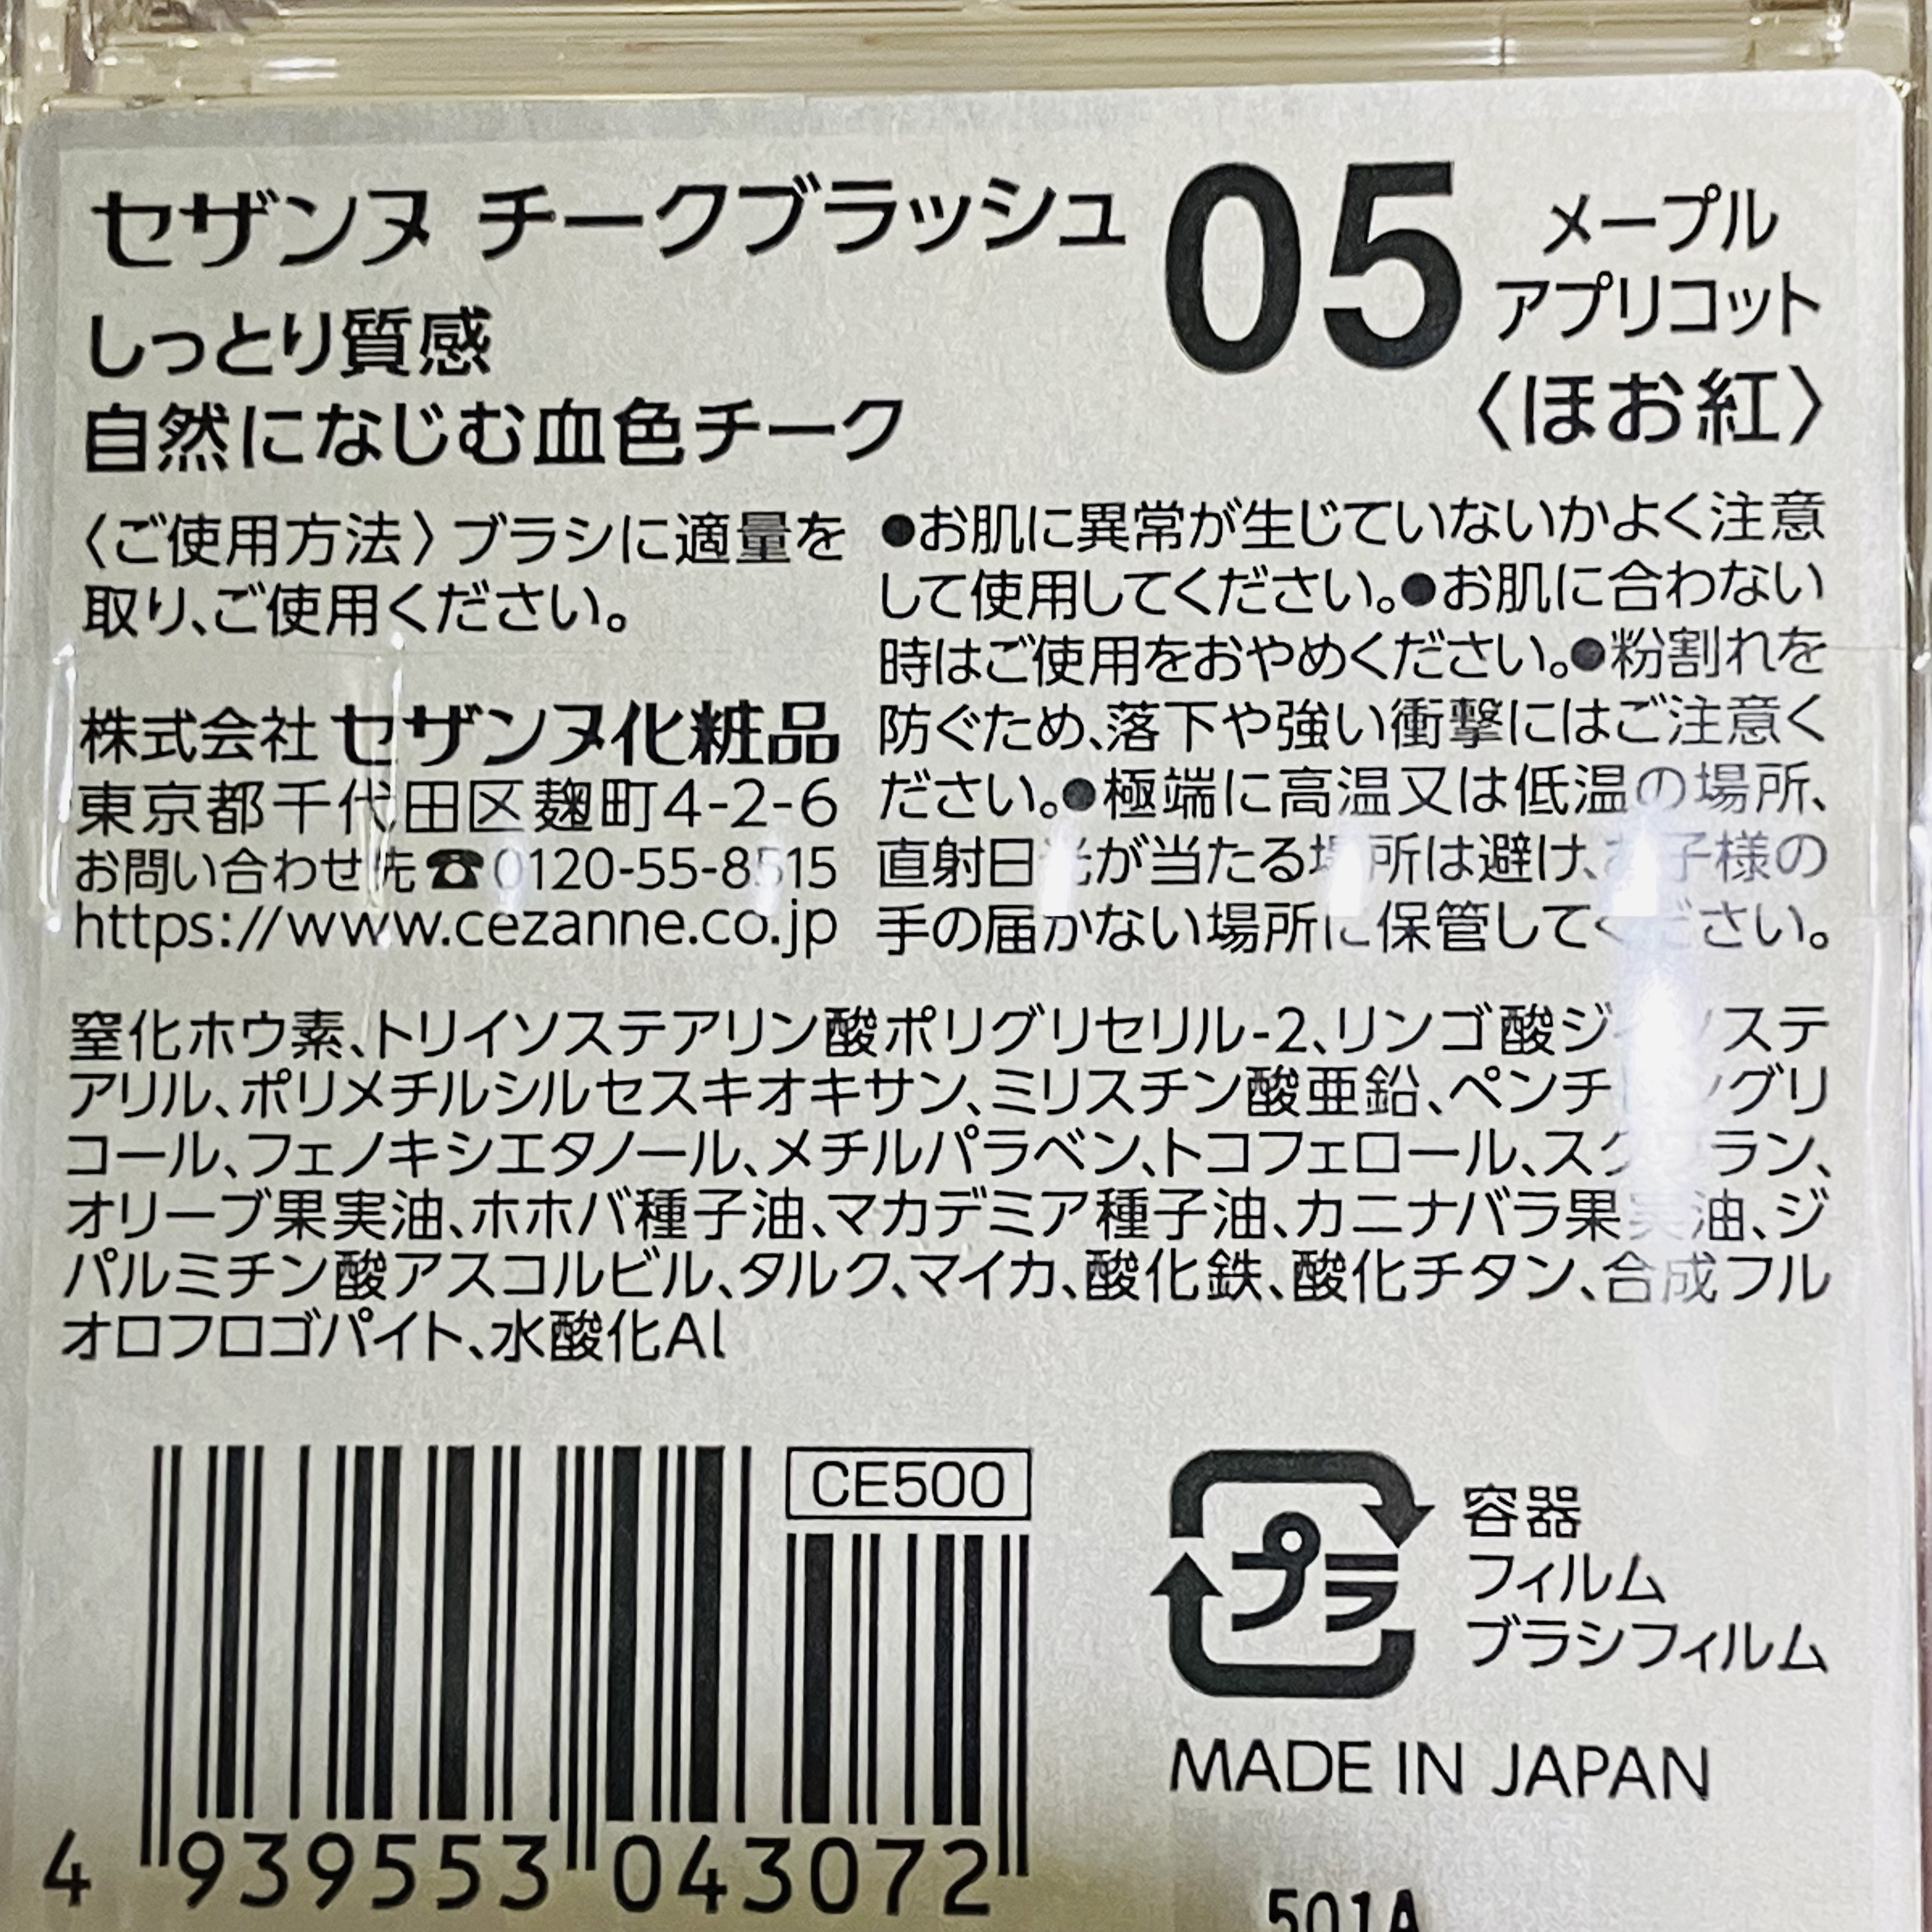 セザンヌ チークブラッシュ
05
メープル
アプリコット
〈ほお紅〉
しっとり質感
自然になじむ血色チーク
〈ご使用方法〉ブラシに適量を
取り、ご使用ください。
株式会社 セザンヌ化粧品
東京都千代田区麹町4-2-6
お問い合わせ先☎0120-55-8515
https://www.cezanne.co.jp
●お肌に異常が生じていないかよく注意
して使用してください。●お肌に合わない
時はご使用をおやめください。●粉割れを
防ぐため、落下や強い衝撃にはご注意く
ださい。●極端に高温又は低温の場所、
直射日光が当たる場所は避け、お子様の
手の届かない場所に保管してください。
窒化ホウ素、トリイソステアリン酸ポリグリセリル-2、リンゴ酸ジイソステ
アリル、ポリメチルシルセスキオキサン、ミリスチン酸亜鉛、ペンチレングリ
コール、フェノキシエタノール、メチルパラベン、トコフェロール、スクワラン、
オリーブ果実油、ホホバ種子油、マカデミア種子油、カニナバラ果実油、ジ
パルミチン酸アスコルビル、タルク、マイカ、酸化鉄、酸化チタン、合成フル
オロフロゴパイト、水酸化Al
CE500
4 939553 043072
プラ
容器
フィルム
ブラシフィルム
MADE IN JAPAN
501A